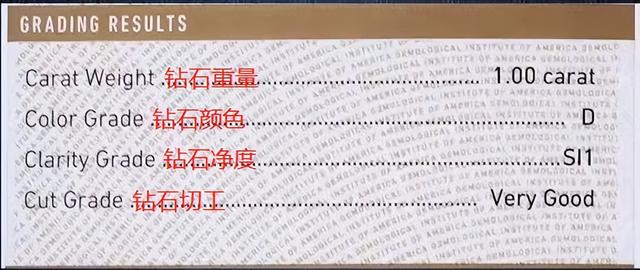 GRADING RESULTS
Carat Weight 钻石重量 1.00 carat
Color Grade 钻石颜色 D
Clarity Grade 钻石净度 SI1
Cut Grade 钻石切工 Very Good